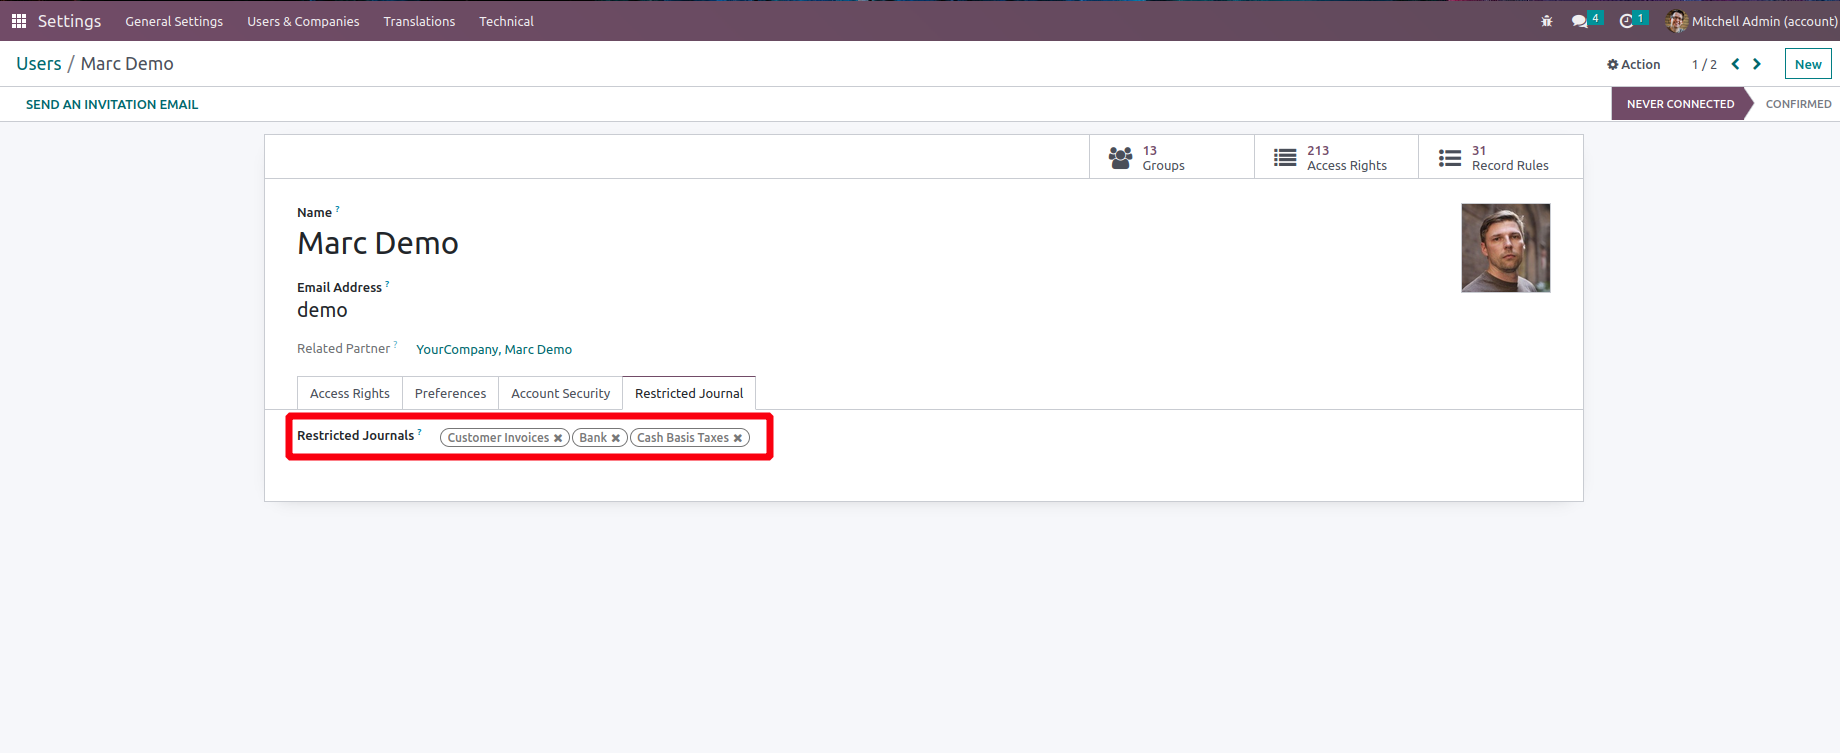 Settings General Settings Users & Companies Translations Technical 4 1 Mitchell Admin (account)
Users / Marc Demo Action 1 / 2 New
SEND AN INVITATION EMAIL NEVER CONNECTED CONFIRMED
13
Groups
213
Access Rights
31
Record Rules
Name ?
Marc Demo
Email Address ?
demo
Related Partner ? YourCompany, Marc Demo
Access Rights Preferences Account Security Restricted Journal
Restricted Journals ? Customer Invoices ✖ Bank ✖ Cash Basis Taxes ✖